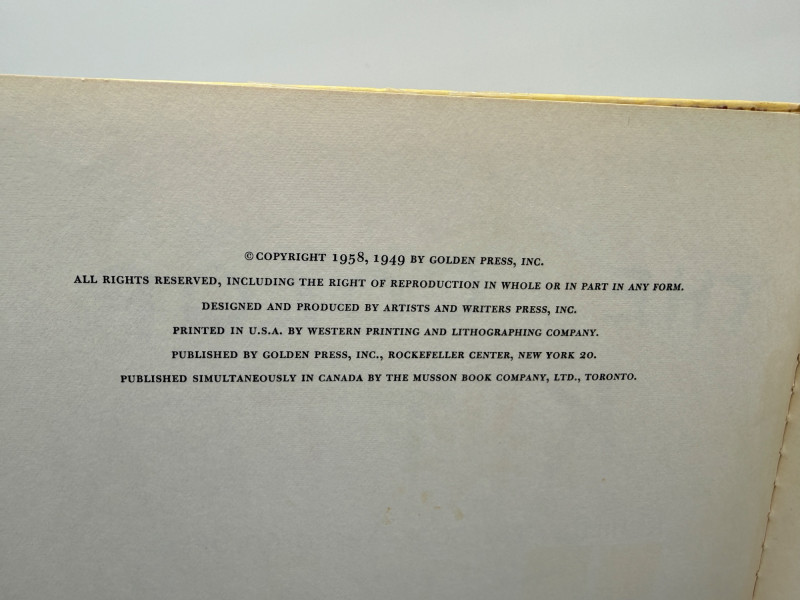 © COPYRIGHT 1958, 1949 BY GOLDEN PRESS, INC.
ALL RIGHTS RESERVED, INCLUDING THE RIGHT OF REPRODUCTION IN WHOLE OR IN PART IN ANY FORM.
DESIGNED AND PRODUCED BY ARTISTS AND WRITERS PRESS, INC.
PRINTED IN U.S.A. BY WESTERN PRINTING AND LITHOGRAPHING COMPANY.
PUBLISHED BY GOLDEN PRESS, INC., ROCKEFELLER CENTER, NEW YORK 20.
PUBLISHED SIMULTANEOUSLY IN CANADA BY THE MUSSON BOOK COMPANY, LTD., TORONTO.